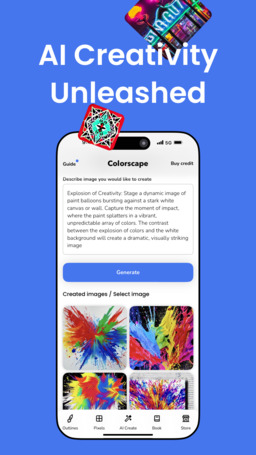 AI Creativity
Unleashed
5G
Guide
Colorscape
Buy credit
Describe image you would like to create
Explosion of Creativity: Stage a dynamic image of
paint balloons bursting against a stark white
canvas or wall. Capture the moment of impact,
where the paint splatters in a vibrant,
unpredictable array of colors. The contrast
between the explosion of colors and the white
background will create a dramatic, visually striking
image
Generate
Created images / Select image
Outlines
Pixels
AI Create
Book
Store